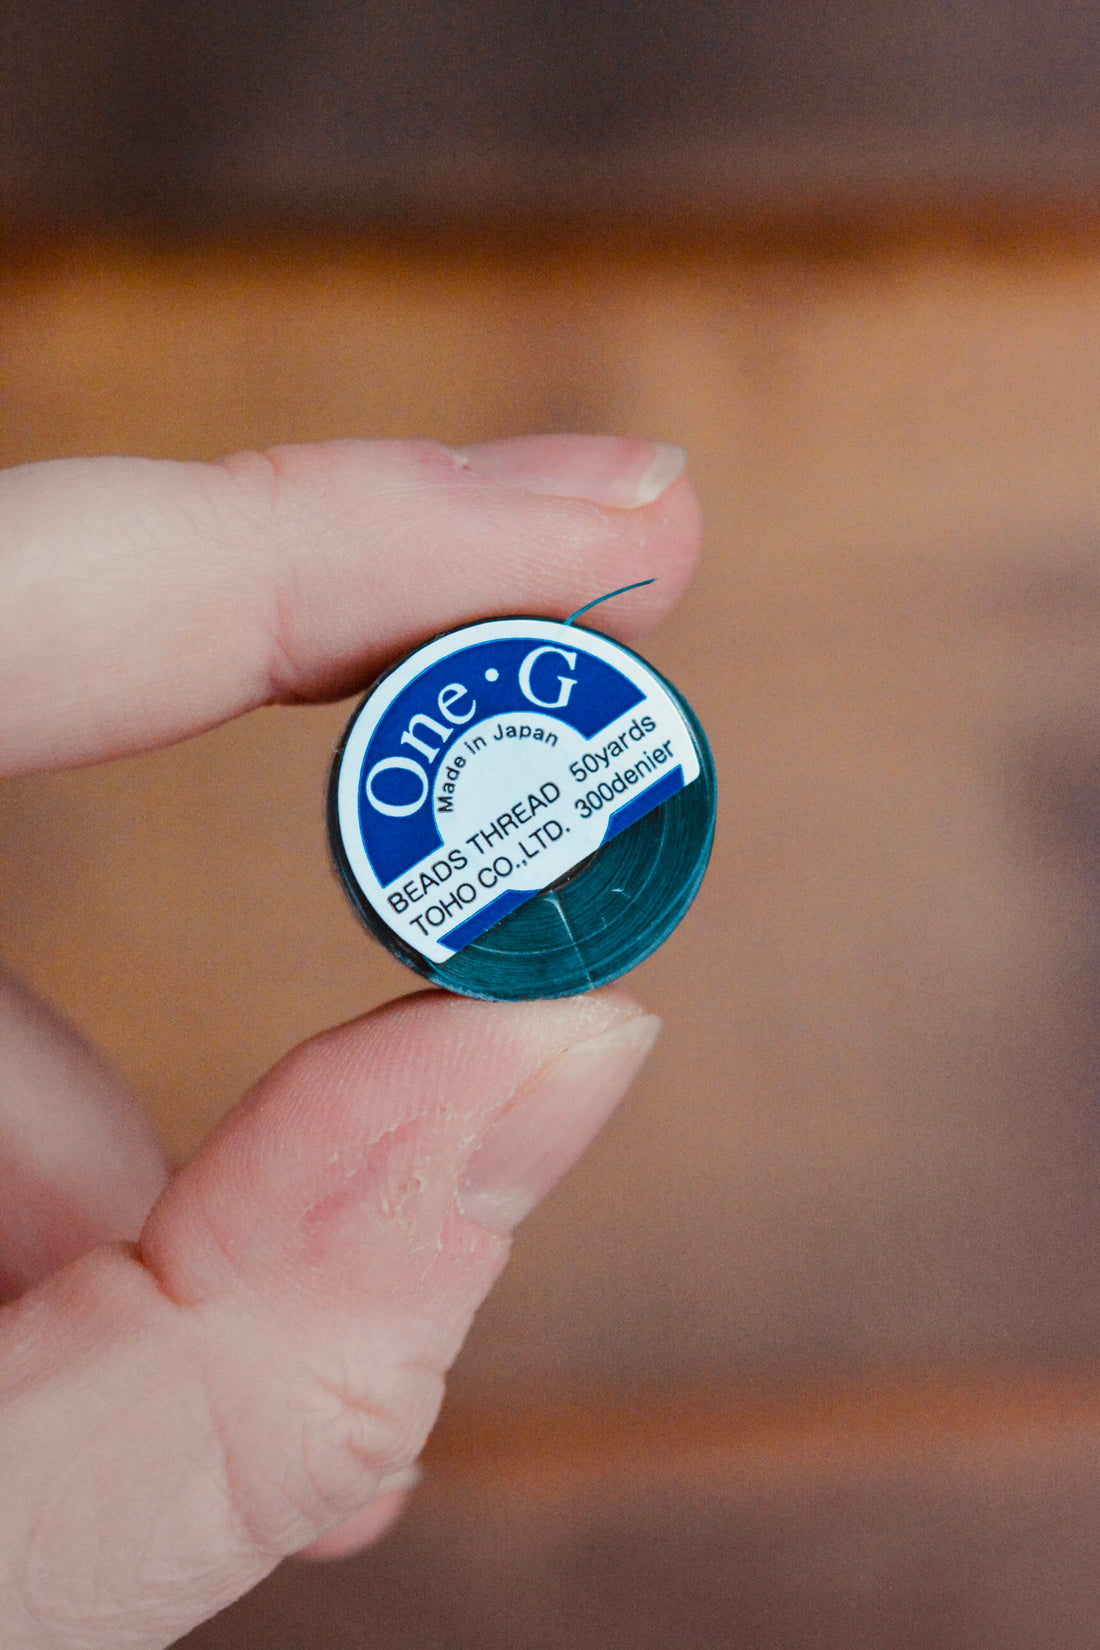 One • G
Made in Japan
BEADS THREAD 50yards
TOHO CO.,LTD. 300denier